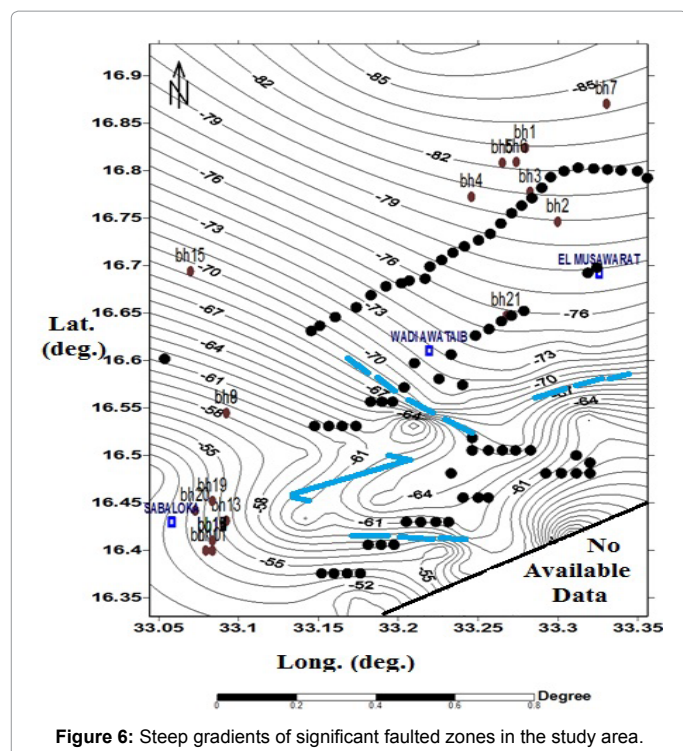 N
16.9
16.85
16.8
16.75
16.7
16.65
16.6
16.55
16.5
16.45
16.4
16.35
Lat.
(deg.)
-82
-85
-85
bh7
-79
bh1
bh5
-82
bh3
-76
bh4
bh2
-79
-73
-76
bh15
-70
EL MUSAWARAT
-67
-73
bh21
-76
-64
WADI AWATAIB
-61
-70
-73
-67
-70
-67
-58
bh9
-64
-64
-55
-61
bh19
bh20
-58
-64
-61
SABALOKA
bh13
-61
-55
-55
-52
No
Available
Data
33.05 33.1 33.15 33.2 33.25 33.3 33.35
Long. (deg.)
Degree
0 0.2 0.4 0.6 0.8
Figure 6: Steep gradients of significant faulted zones in the study area.